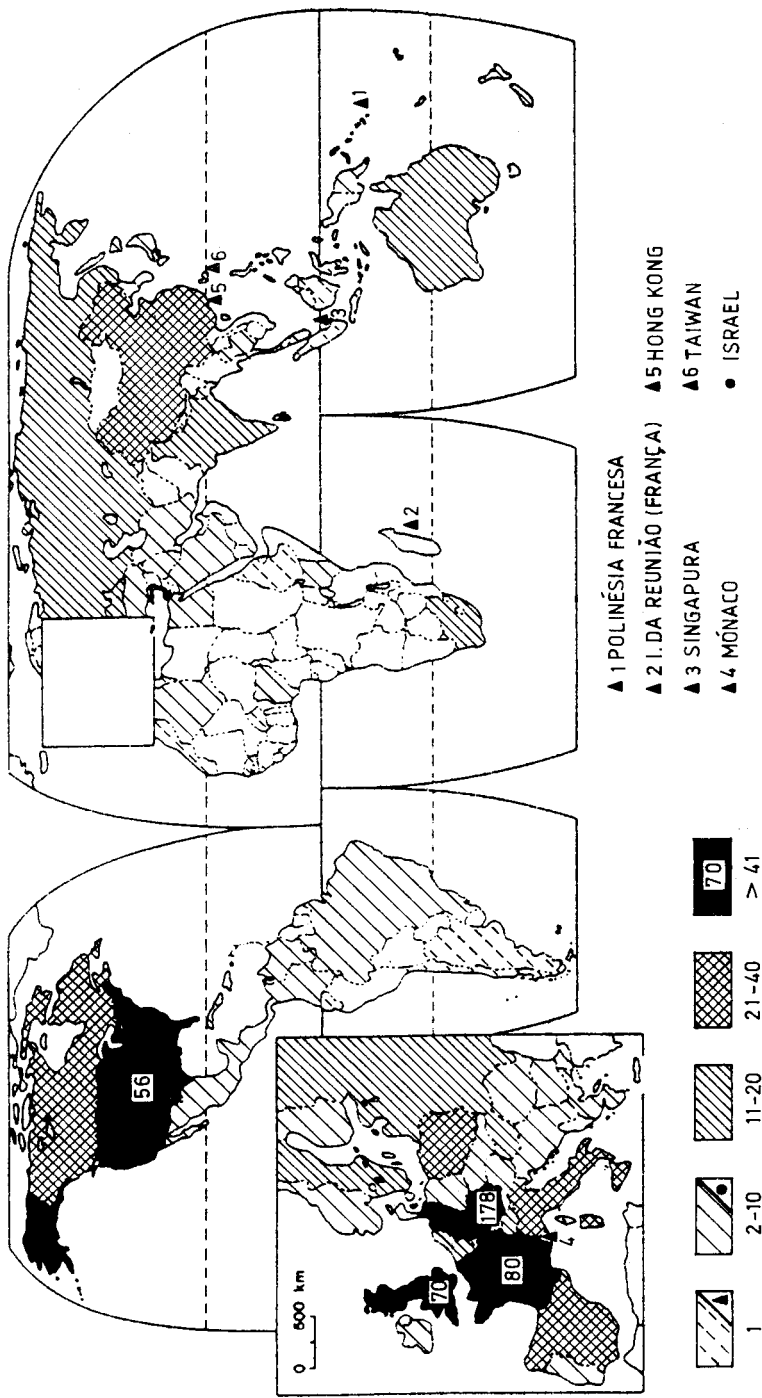 56
▲5
▲6
▲3
▲1
▲2
0 500 km
70
178
80
4
1
2-10
11-20
21-40
70
> 41
▲ 1 POLINÉSIA FRANCESA
▲ 2 I. DA REUNIÃO (FRANÇA)
▲ 3 SINGAPURA
▲ 4 MÓNACO
▲ 5 HONG KONG
▲ 6 TAIWAN
● ISRAEL